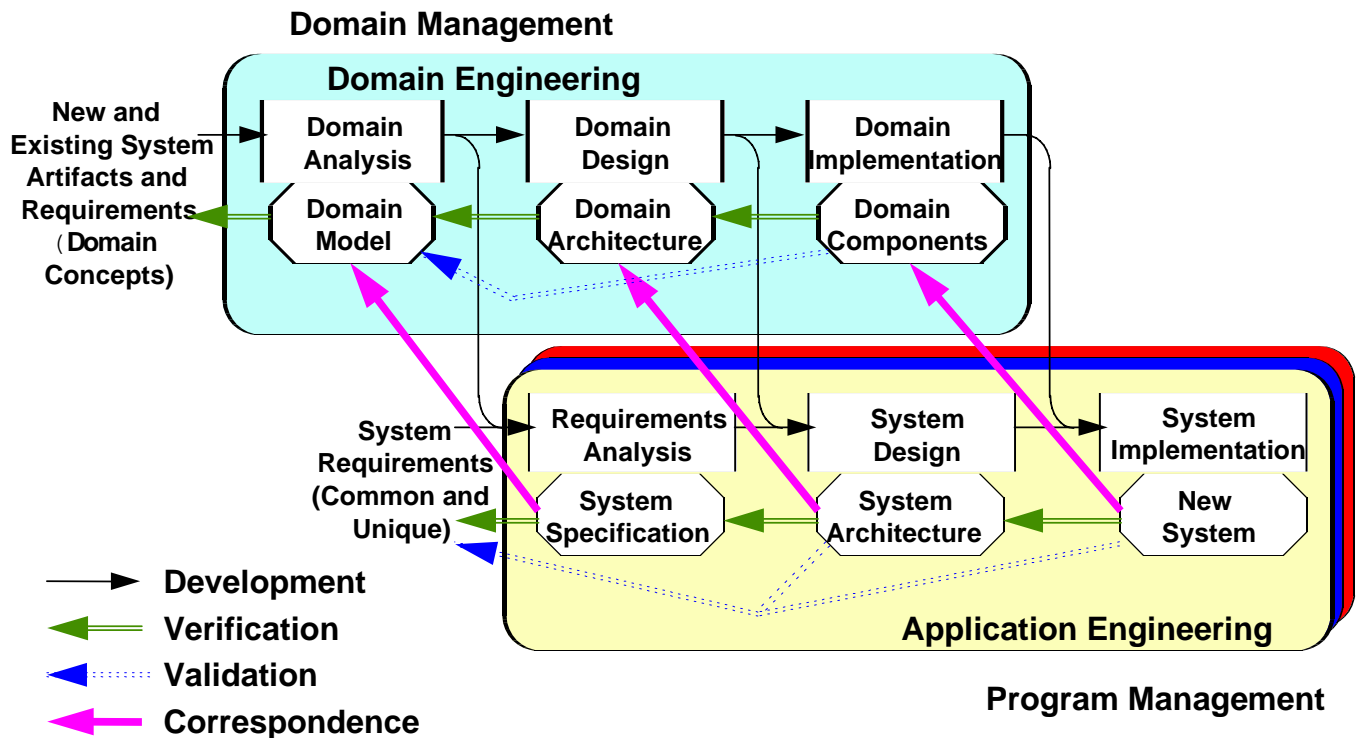 Domain Management
Domain Engineering
New and
Existing System
Artifacts and
Requirements
(Domain
Concepts)
Domain
Analysis
Domain
Design
Domain
Implementation
Domain
Model
Domain
Architecture
Domain
Components
System
Requirements
(Common and
Unique)
Requirements
Analysis
System
Design
System
Implementation
System
Specification
System
Architecture
New
System
Application Engineering
Program Management
Development
Verification
Validation
Correspondence